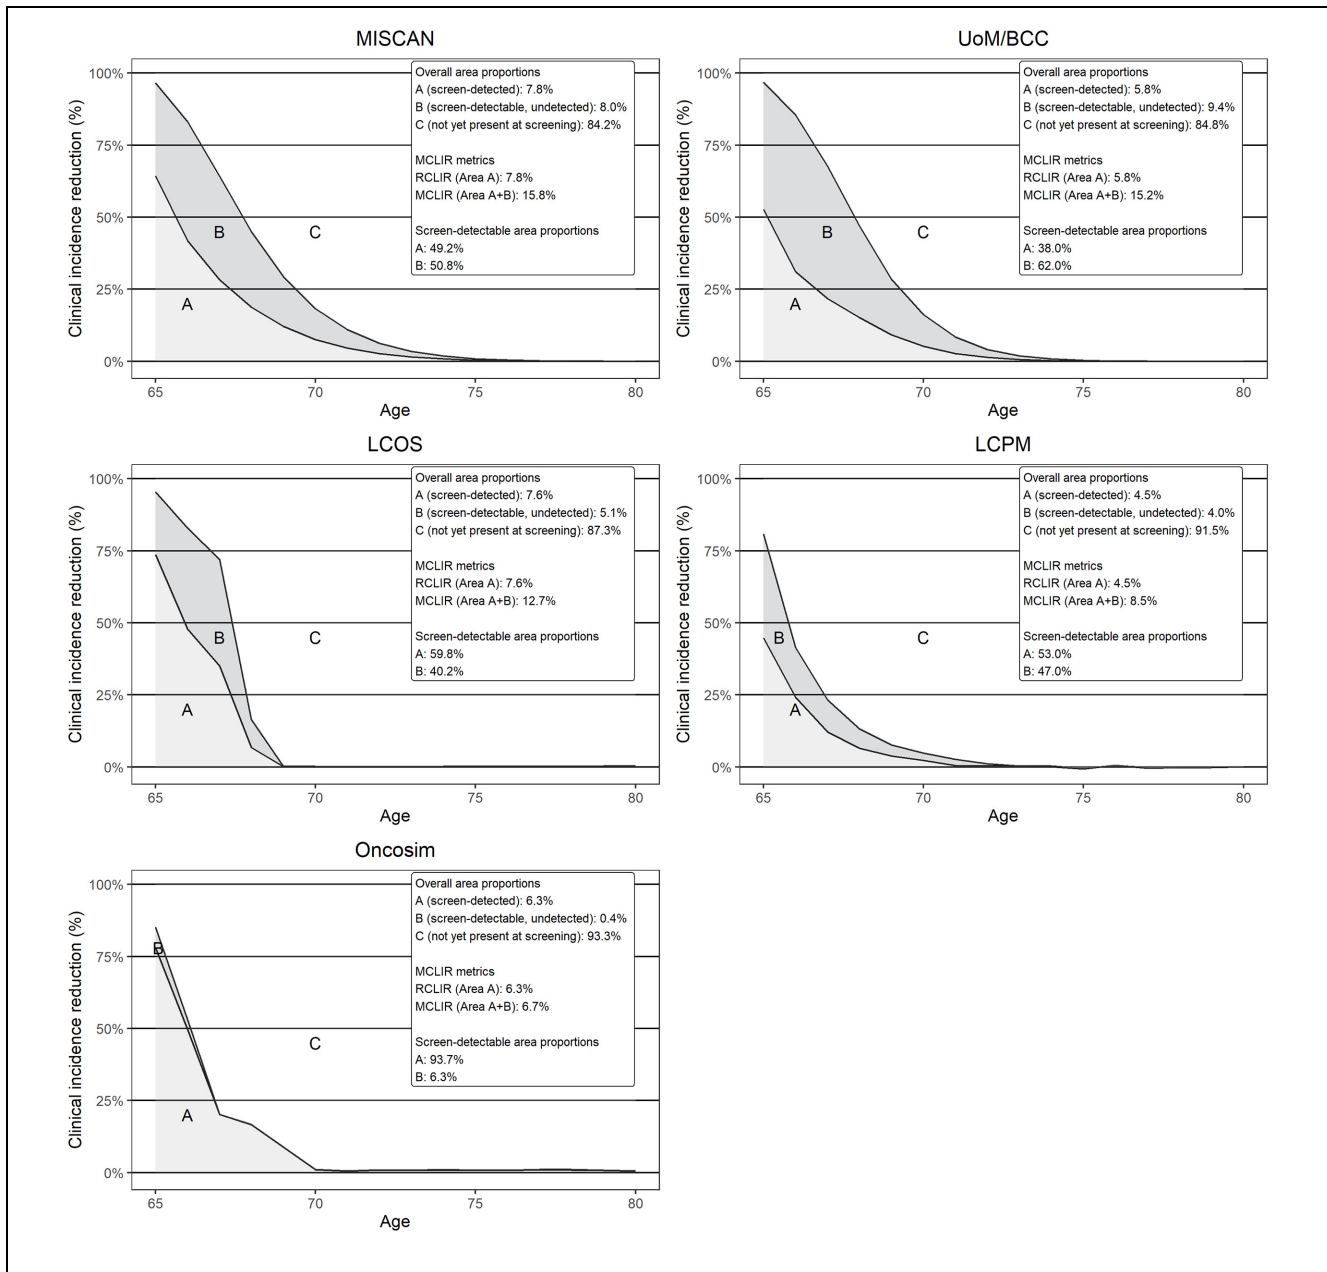 MISCAN
Clinical incidence reduction (%)
100%
75%
50%
25%
0%
Overall area proportions
A (screen-detected): 7.8%
B (screen-detectable, undetected): 8.0%
C (not yet present at screening): 84.2%
MCLIR metrics
RCLIR (Area A): 7.8%
MCLIR (Area A+B): 15.8%
Screen-detectable area proportions
A: 49.2%
B: 50.8%
B
C
A
65
70
75
80
Age
UoM/BCC
Clinical incidence reduction (%)
100%
75%
50%
25%
0%
Overall area proportions
A (screen-detected): 5.8%
B (screen-detectable, undetected): 9.4%
C (not yet present at screening): 84.8%
MCLIR metrics
RCLIR (Area A): 5.8%
MCLIR (Area A+B): 15.2%
Screen-detectable area proportions
A: 38.0%
B: 62.0%
B
C
A
65
70
75
80
Age
LCOS
Clinical incidence reduction (%)
100%
75%
50%
25%
0%
Overall area proportions
A (screen-detected): 7.6%
B (screen-detectable, undetected): 5.1%
C (not yet present at screening): 87.3%
MCLIR metrics
RCLIR (Area A): 7.6%
MCLIR (Area A+B): 12.7%
Screen-detectable area proportions
A: 59.8%
B: 40.2%
B
C
A
65
70
75
80
Age
LCPM
Clinical incidence reduction (%)
100%
75%
50%
25%
0%
Overall area proportions
A (screen-detected): 4.5%
B (screen-detectable, undetected): 4.0%
C (not yet present at screening): 91.5%
MCLIR metrics
RCLIR (Area A): 4.5%
MCLIR (Area A+B): 8.5%
Screen-detectable area proportions
A: 53.0%
B: 47.0%
B
C
A
65
70
75
80
Age
Oncosim
Clinical incidence reduction (%)
100%
75%
50%
25%
0%
Overall area proportions
A (screen-detected): 6.3%
B (screen-detectable, undetected): 0.4%
C (not yet present at screening): 93.3%
MCLIR metrics
RCLIR (Area A): 6.3%
MCLIR (Area A+B): 6.7%
Screen-detectable area proportions
A: 93.7%
B: 6.3%
B
C
A
65
70
75
80
Age